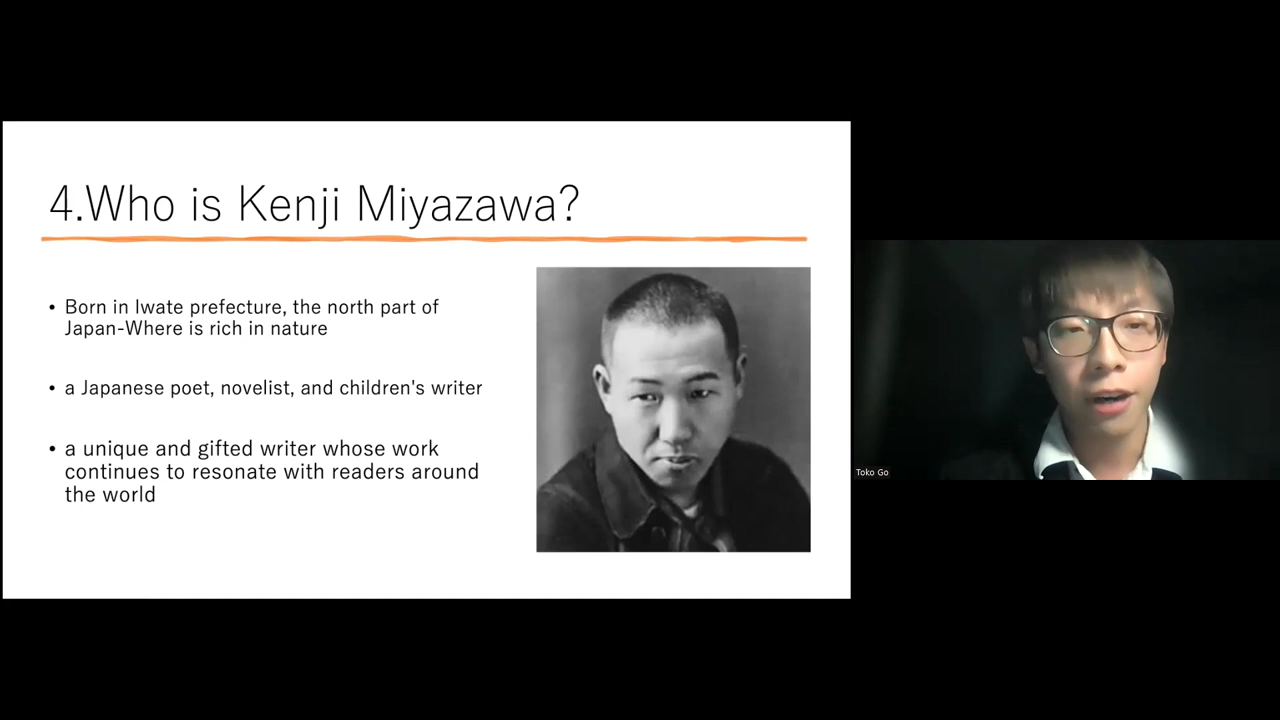 4.Who is Kenji Miyazawa?
• Born in Iwate prefecture, the north part of
Japan-Where is rich in nature
• a Japanese poet, novelist, and children's writer
• a unique and gifted writer whose work
continues to resonate with readers around
the world
Toko Go